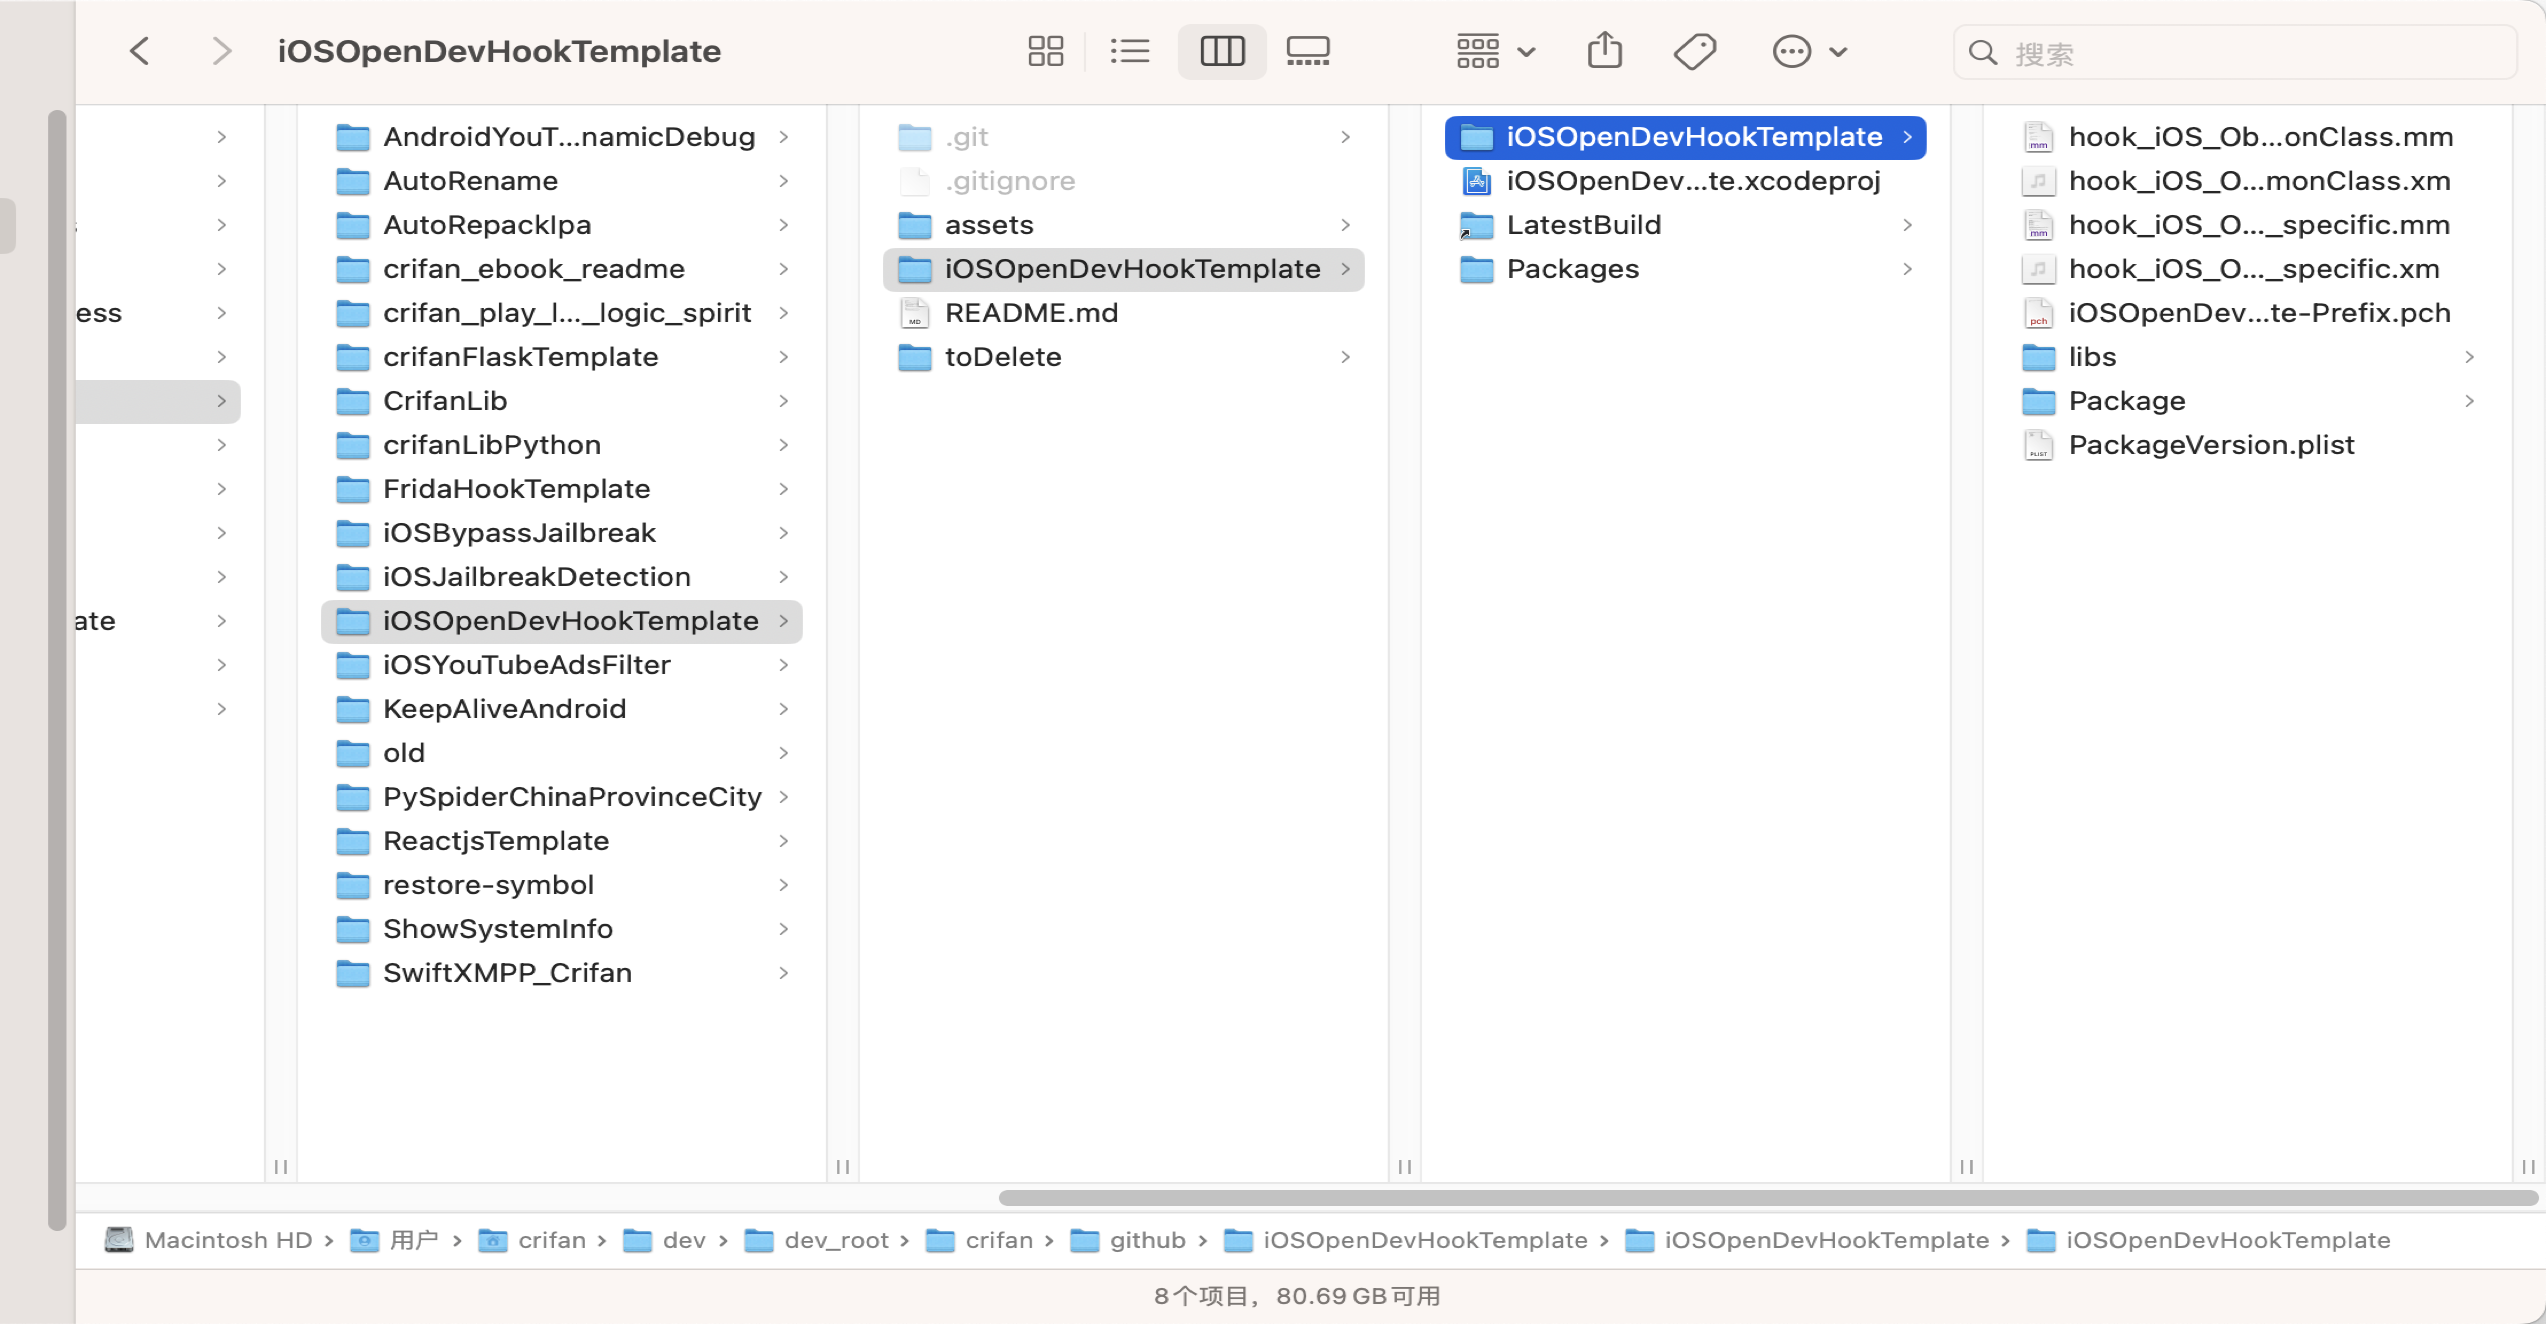 iOSOpenDevHookTemplate
搜索
ess
ate
AndroidYouT...namicDebug
AutoRename
AutoRepackIpa
crifan_ebook_readme
crifan_play_l..._logic_spirit
crifanFlaskTemplate
CrifanLib
crifanLibPython
FridaHookTemplate
iOSBypassJailbreak
iOSJailbreakDetection
iOSOpenDevHookTemplate
iOSYouTubeAdsFilter
KeepAliveAndroid
old
PySpiderChinaProvinceCity
ReactjsTemplate
restore-symbol
ShowSystemInfo
SwiftXMPP_Crifan
.git
.gitignore
assets
iOSOpenDevHookTemplate
README.md
toDelete
iOSOpenDevHookTemplate
iOSOpenDev...te.xcodeproj
LatestBuild
Packages
hook_iOS_Ob...onClass.mm
hook_iOS_O...monClass.xm
hook_iOS_O..._specific.mm
hook_iOS_O..._specific.xm
iOSOpenDev...te-Prefix.pch
libs
Package
PackageVersion.plist
Macintosh HD › 用户 › crifan › dev › dev_root › crifan › github › iOSOpenDevHookTemplate › iOSOpenDevHookTemplate › iOSOpenDevHookTemplate
8个项目，80.69 GB可用